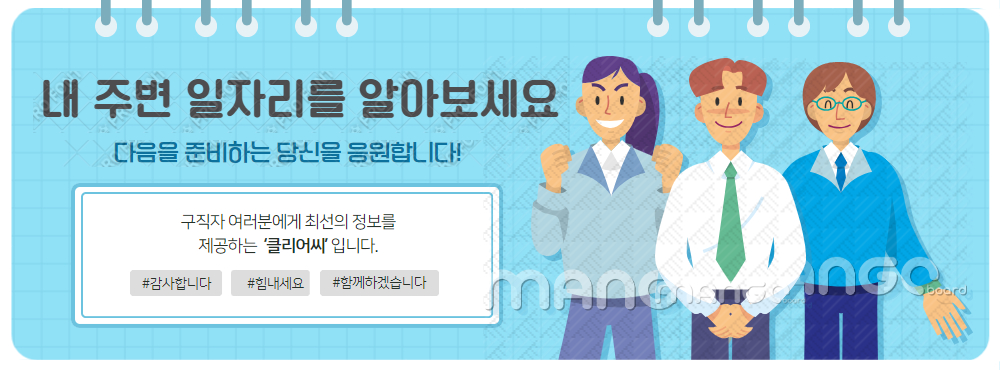 내 주변 일자리를 알아보세요
다음을 준비하는 당신을 응원합니다!
구직자 여러분에게 최선의 정보를
제공하는 '클리어씨' 입니다.
#감사합니다 #힘내세요 #함께하겠습니다
mangoboard